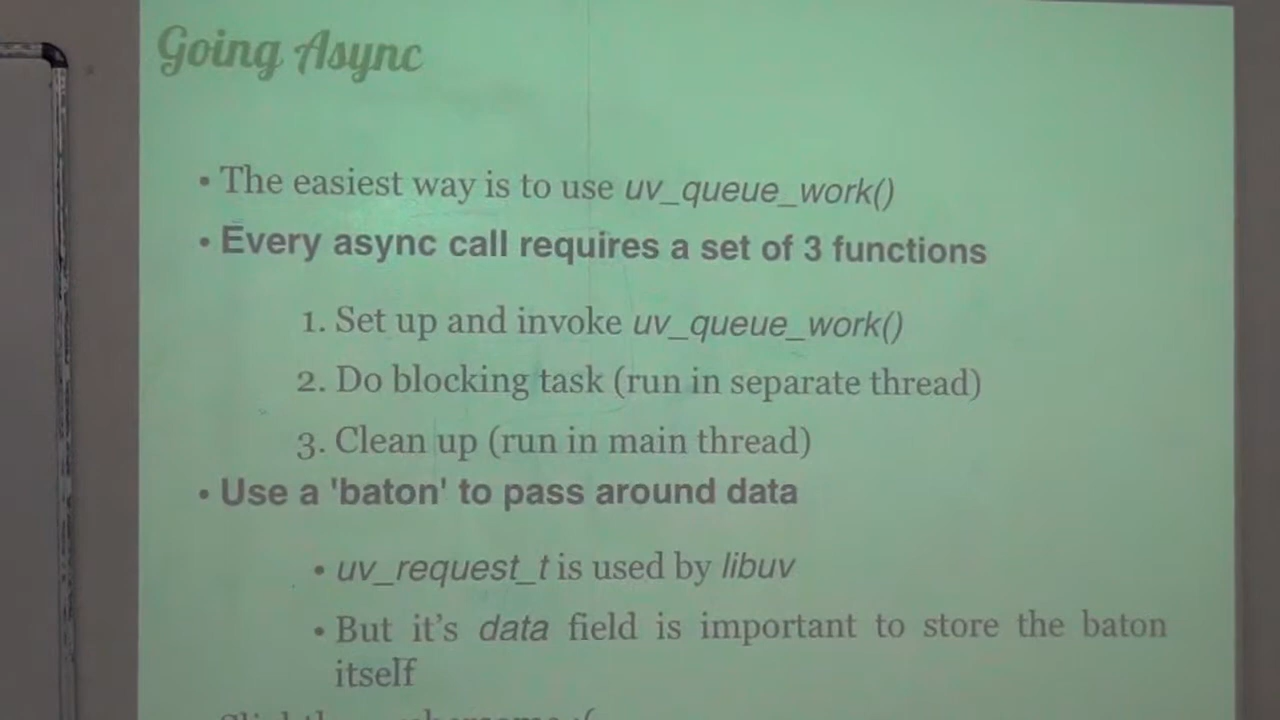 Going Async
• The easiest way is to use uv_queue_work()
• Every async call requires a set of 3 functions
1. Set up and invoke uv_queue_work()
2. Do blocking task (run in separate thread)
3. Clean up (run in main thread)
• Use a 'baton' to pass around data
• uv_request_t is used by libuv
• But it's data field is important to store the baton
itself